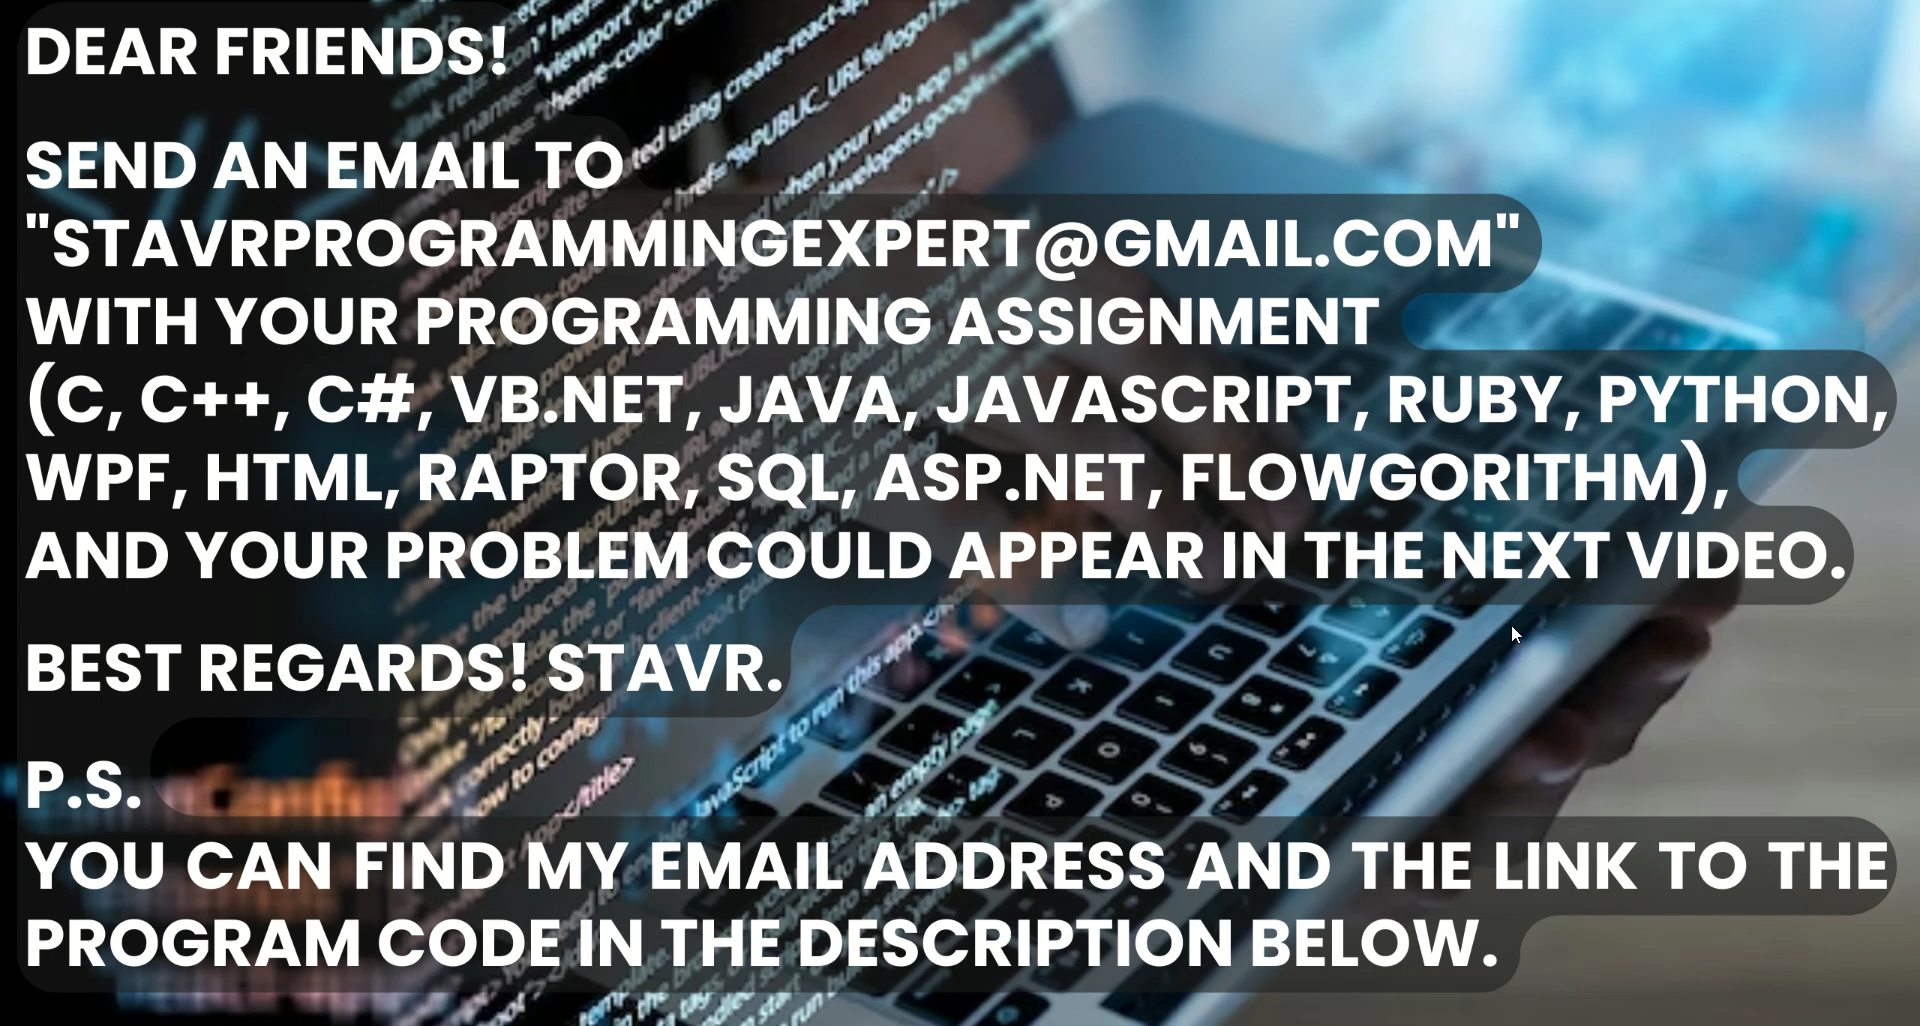 DEAR FRIENDS!
SEND AN EMAIL TO
"STAVRPROGRAMMINGEXPERT@GMAIL.COM"
WITH YOUR PROGRAMMING ASSIGNMENT
(C, C++, C#, VB.NET, JAVA, JAVASCRIPT, RUBY, PYTHON,
WPF, HTML, RAPTOR, SQL, ASP.NET, FLOWGORITHM),
AND YOUR PROBLEM COULD APPEAR IN THE NEXT VIDEO.
BEST REGARDS! STAVR.
P.S.
YOU CAN FIND MY EMAIL ADDRESS AND THE LINK TO THE
PROGRAM CODE IN THE DESCRIPTION BELOW.